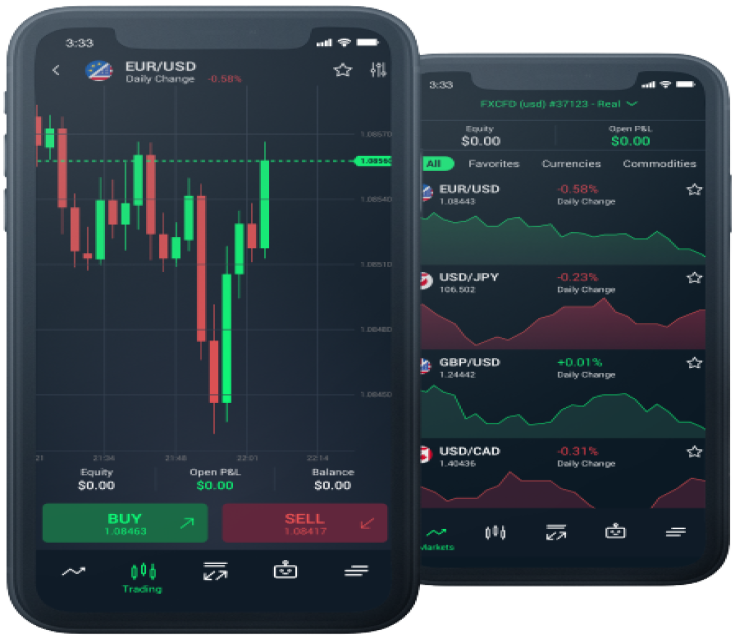 3:33
EUR/USD
Daily Change -0.58%
1.08570
1.08560
1.08540
1.08510
1.08480
1.08450
21 21:34 21:48 22:01 22:14
Equity Open P&L Balance
$0.00 $0.00 $0.00
BUY SELL
1.08463 1.08417
Trading
3:33
FXCFD (usd) #37123 - Real
Equity Open P&L
$0.00 $0.00
All Favorites Currencies Commodities
EUR/USD -0.58%
1.08443 Daily Change
USD/JPY -0.23%
106.502 Daily Change
GBP/USD +0.01%
1.24442 Daily Change
USD/CAD -0.31%
1.40436 Daily Change
Markets